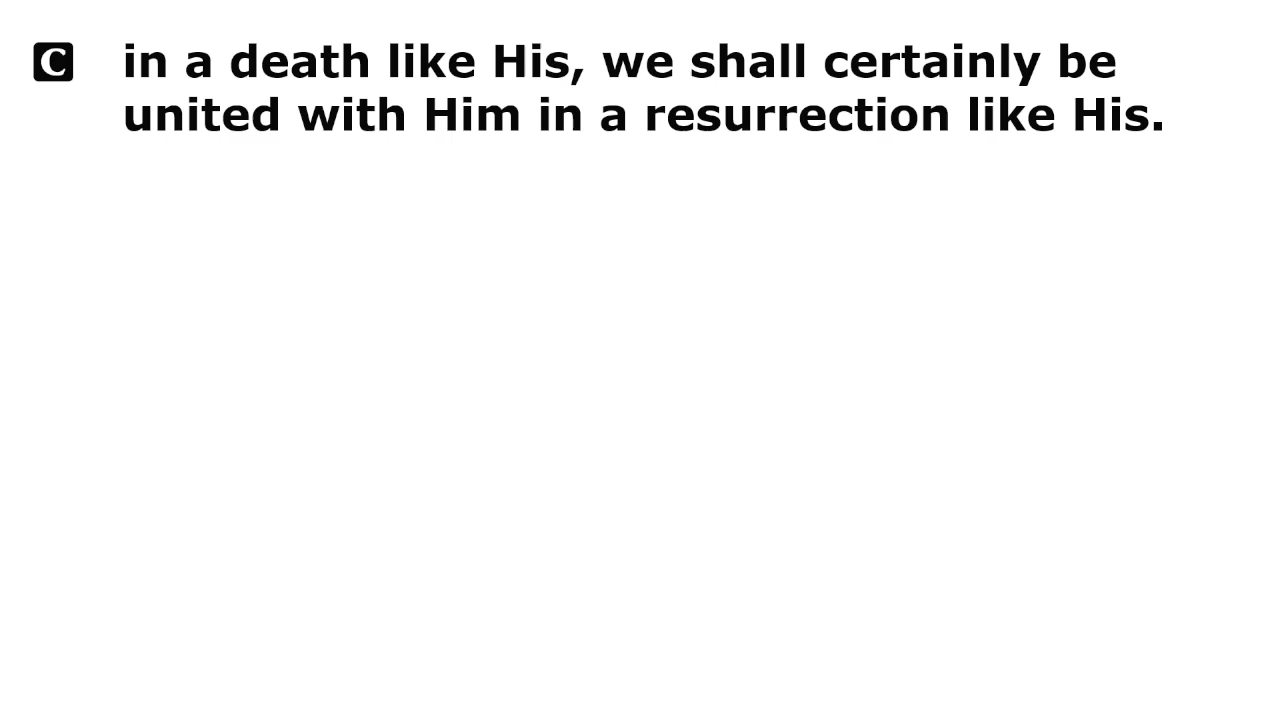 C in a death like His, we shall certainly be
united with Him in a resurrection like His.